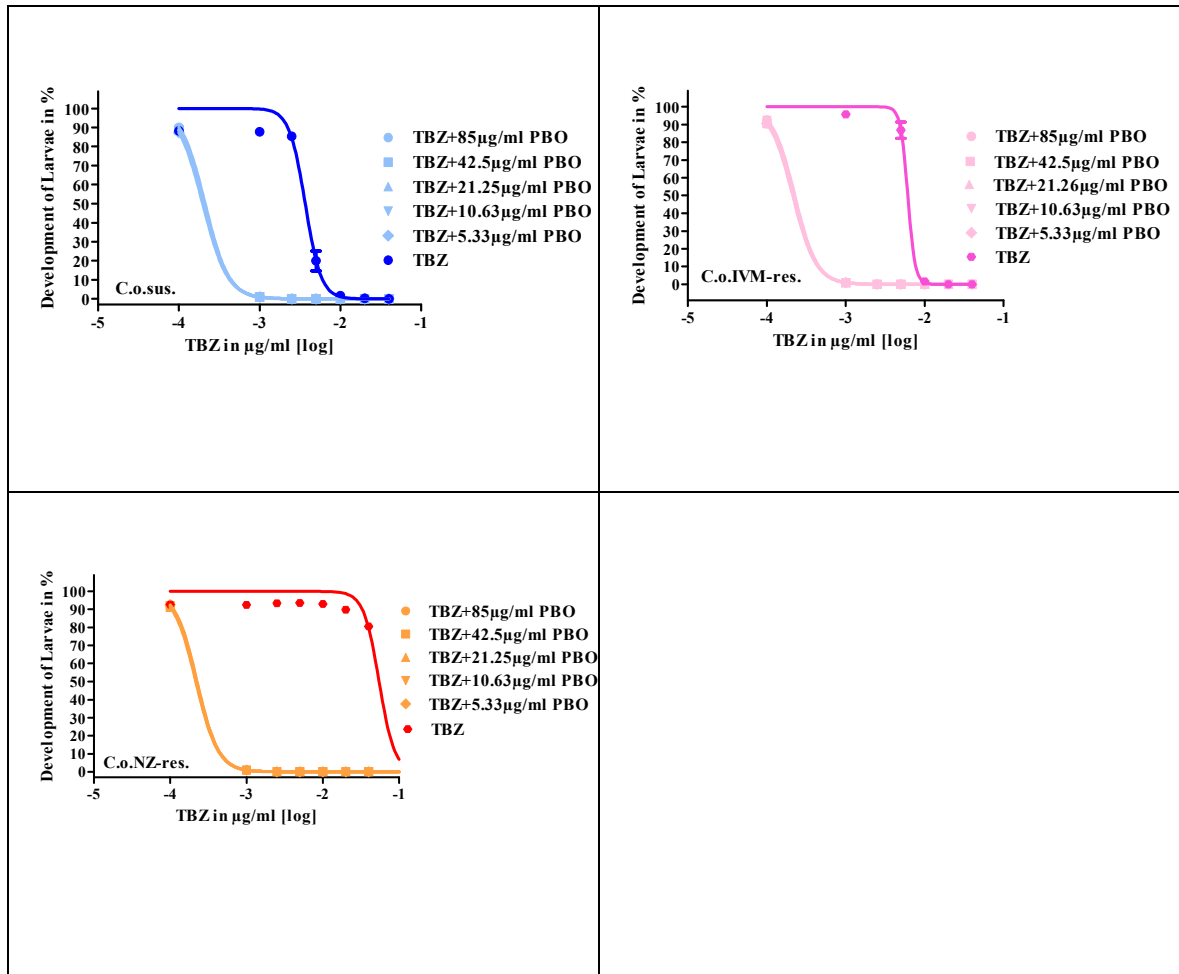 Development of Larvae in %
100
90
80
70
60
50
40
30
20
10
0
C.o.sus.
-5
-4
-3
-2
-1
TBZ in µg/ml [log]
TBZ+85µg/ml PBO
TBZ+42.5µg/ml PBO
TBZ+21.25µg/ml PBO
TBZ+10.63µg/ml PBO
TBZ+5.33µg/ml PBO
TBZ
Development of Larvae in %
100
90
80
70
60
50
40
30
20
10
0
C.o.IVM-res.
-5
-4
-3
-2
-1
TBZ in µg/ml [log]
TBZ+85µg/ml PBO
TBZ+42.5µg/ml PBO
TBZ+21.26µg/ml PBO
TBZ+10.63µg/ml PBO
TBZ+5.33µg/ml PBO
TBZ
Development of Larvae in %
100
90
80
70
60
50
40
30
20
10
0
C.o.NZ-res.
-5
-4
-3
-2
-1
TBZ in µg/ml [log]
TBZ+85µg/ml PBO
TBZ+42.5µg/ml PBO
TBZ+21.25µg/ml PBO
TBZ+10.63µg/ml PBO
TBZ+5.33µg/ml PBO
TBZ